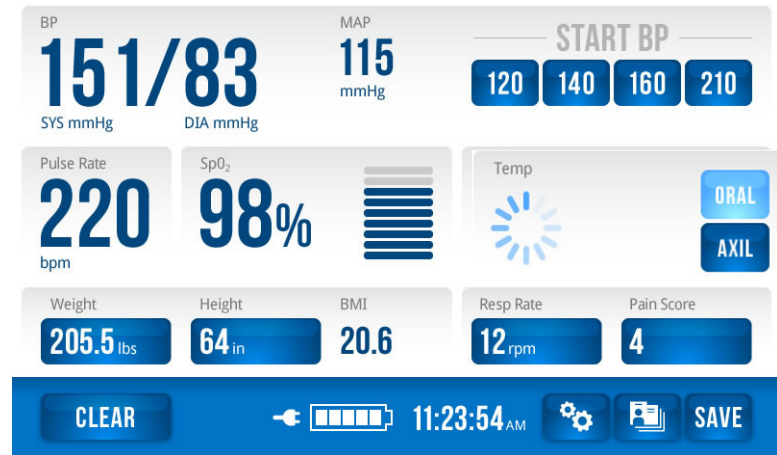 BP
151/83
SYS mmHg DIA mmHg
MAP
115
mmHg
START BP
120 140 160 210
Pulse Rate
220
bpm
Sp0₂
98%
Temp
ORAL
AXIL
Weight
205.5 lbs
Height
64 in
BMI
20.6
Resp Rate
12 rpm
Pain Score
4
CLEAR
11:23:54 AM
SAVE